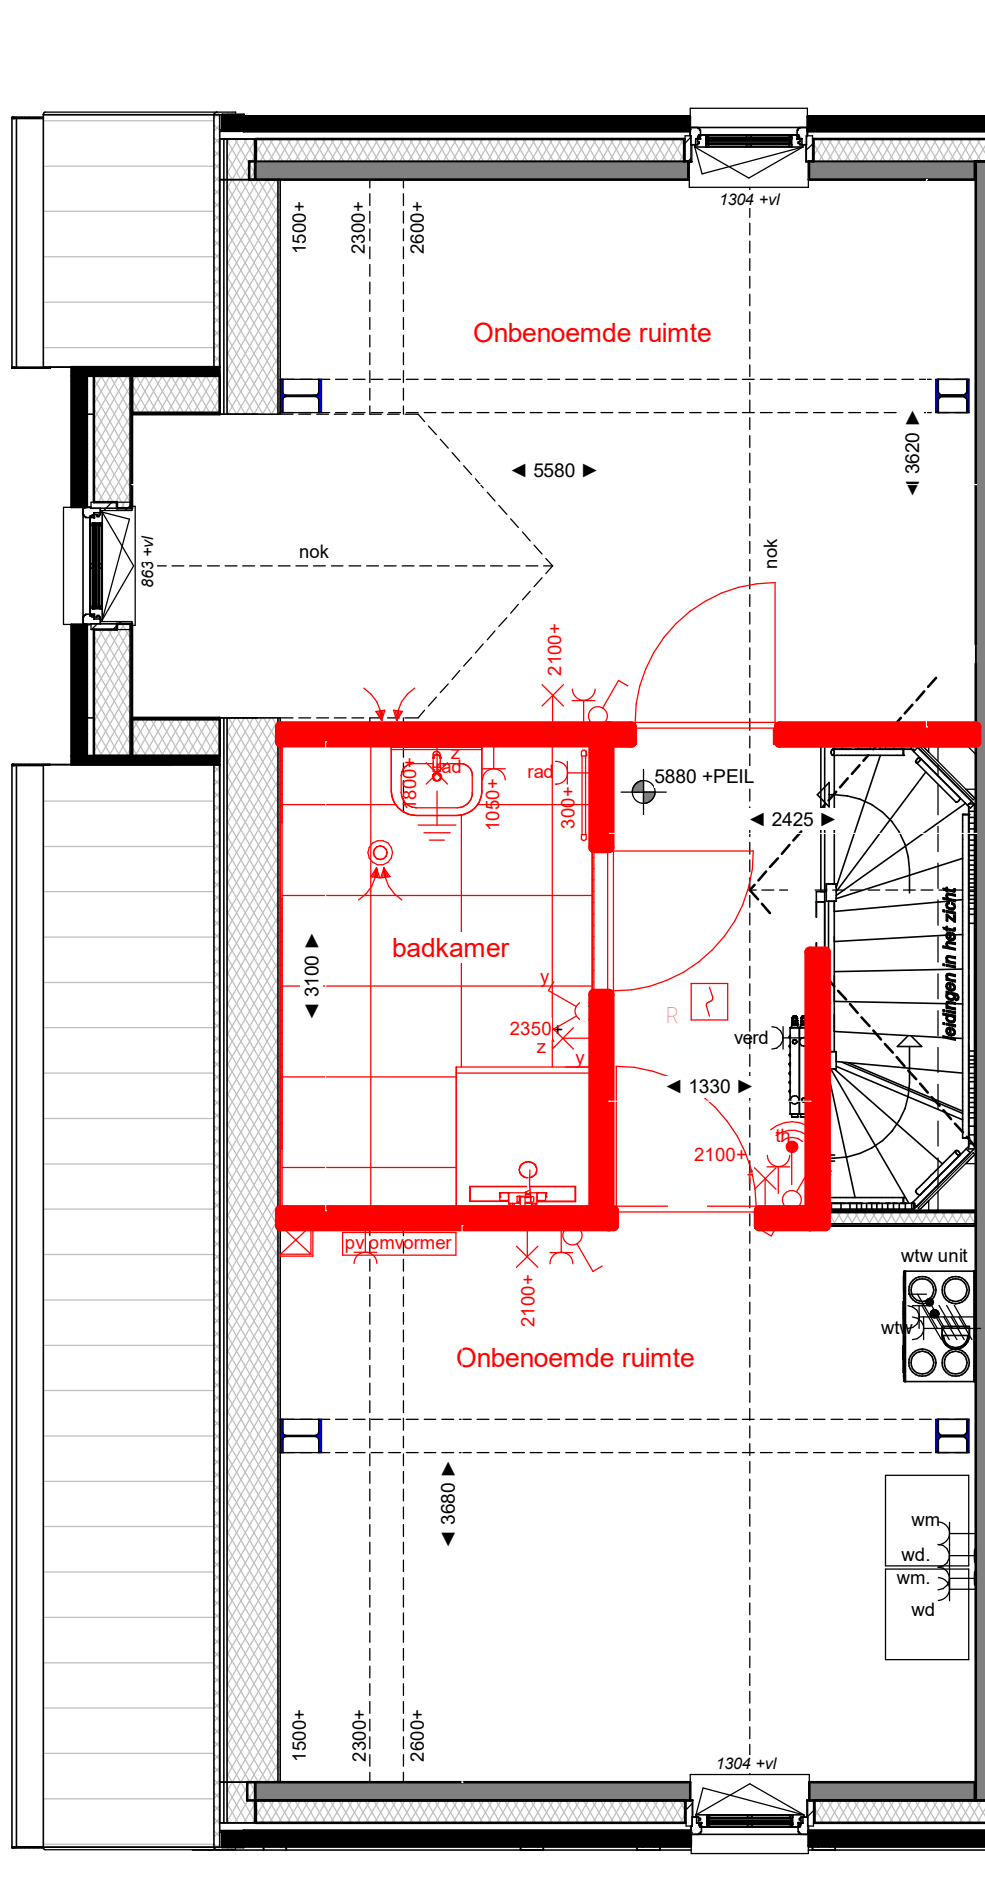 1304 +vl
1500+
2300+
2600+
Onbenoemde ruimte
5580
3620
nok
nok
863 +vl
2100+
z
rad
rad
1800+
1050+
300+
5880 +PEIL
2425
badkamer
3100
leidingen in het zicht
y
2350+
z
y
R
verd
1330
th
2100+
pv omvormer
2100+
wtw unit
wtw
Onbenoemde ruimte
3680
wm
wd.
wm.
wd
1500+
2300+
2600+
1304 +vl